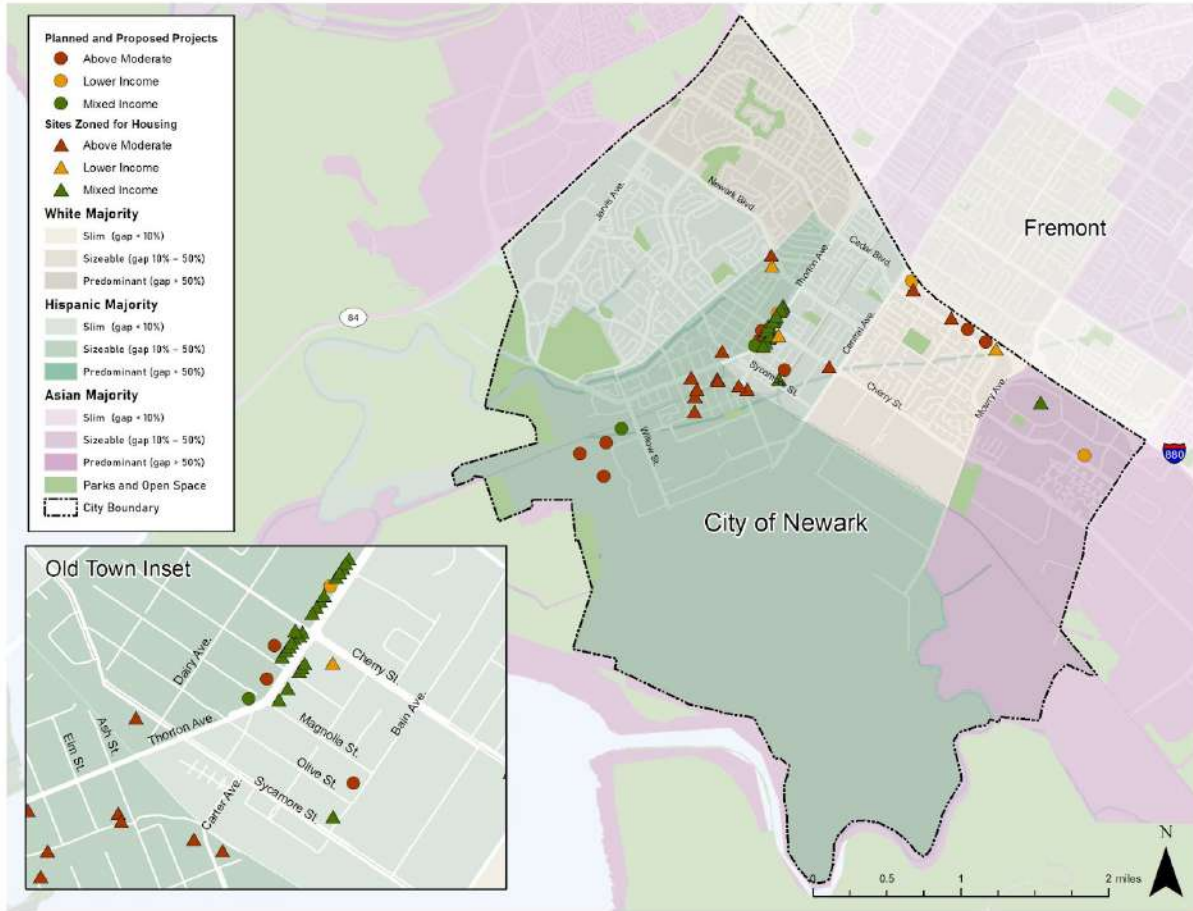 Planned and Proposed Projects
Above Moderate
Lower Income
Mixed Income
Sites Zoned for Housing
Above Moderate
Lower Income
Mixed Income
White Majority
Slim (gap < 10%)
Sizeable (gap 10% – 50%)
Predominant (gap > 50%)
Hispanic Majority
Slim (gap < 10%)
Sizeable (gap 10% – 50%)
Predominant (gap > 50%)
Asian Majority
Slim (gap < 10%)
Sizeable (gap 10% – 50%)
Predominant (gap > 50%)
Parks and Open Space
City Boundary
84
Jarvis Ave.
Newark Blvd.
Thorton Ave.
Cedar Blvd.
Fremont
Central Ave.
Sycamore St.
Cherry St.
Mowry Ave.
Willow St.
880
City of Newark
Old Town Inset
Dairy Ave.
Cherry St.
Bain Ave.
Ash St.
Elm St.
Thorton Ave.
Magnolia St.
Olive St.
Sycamore St.
Carter Ave.
N
0 0.5 1 2 miles